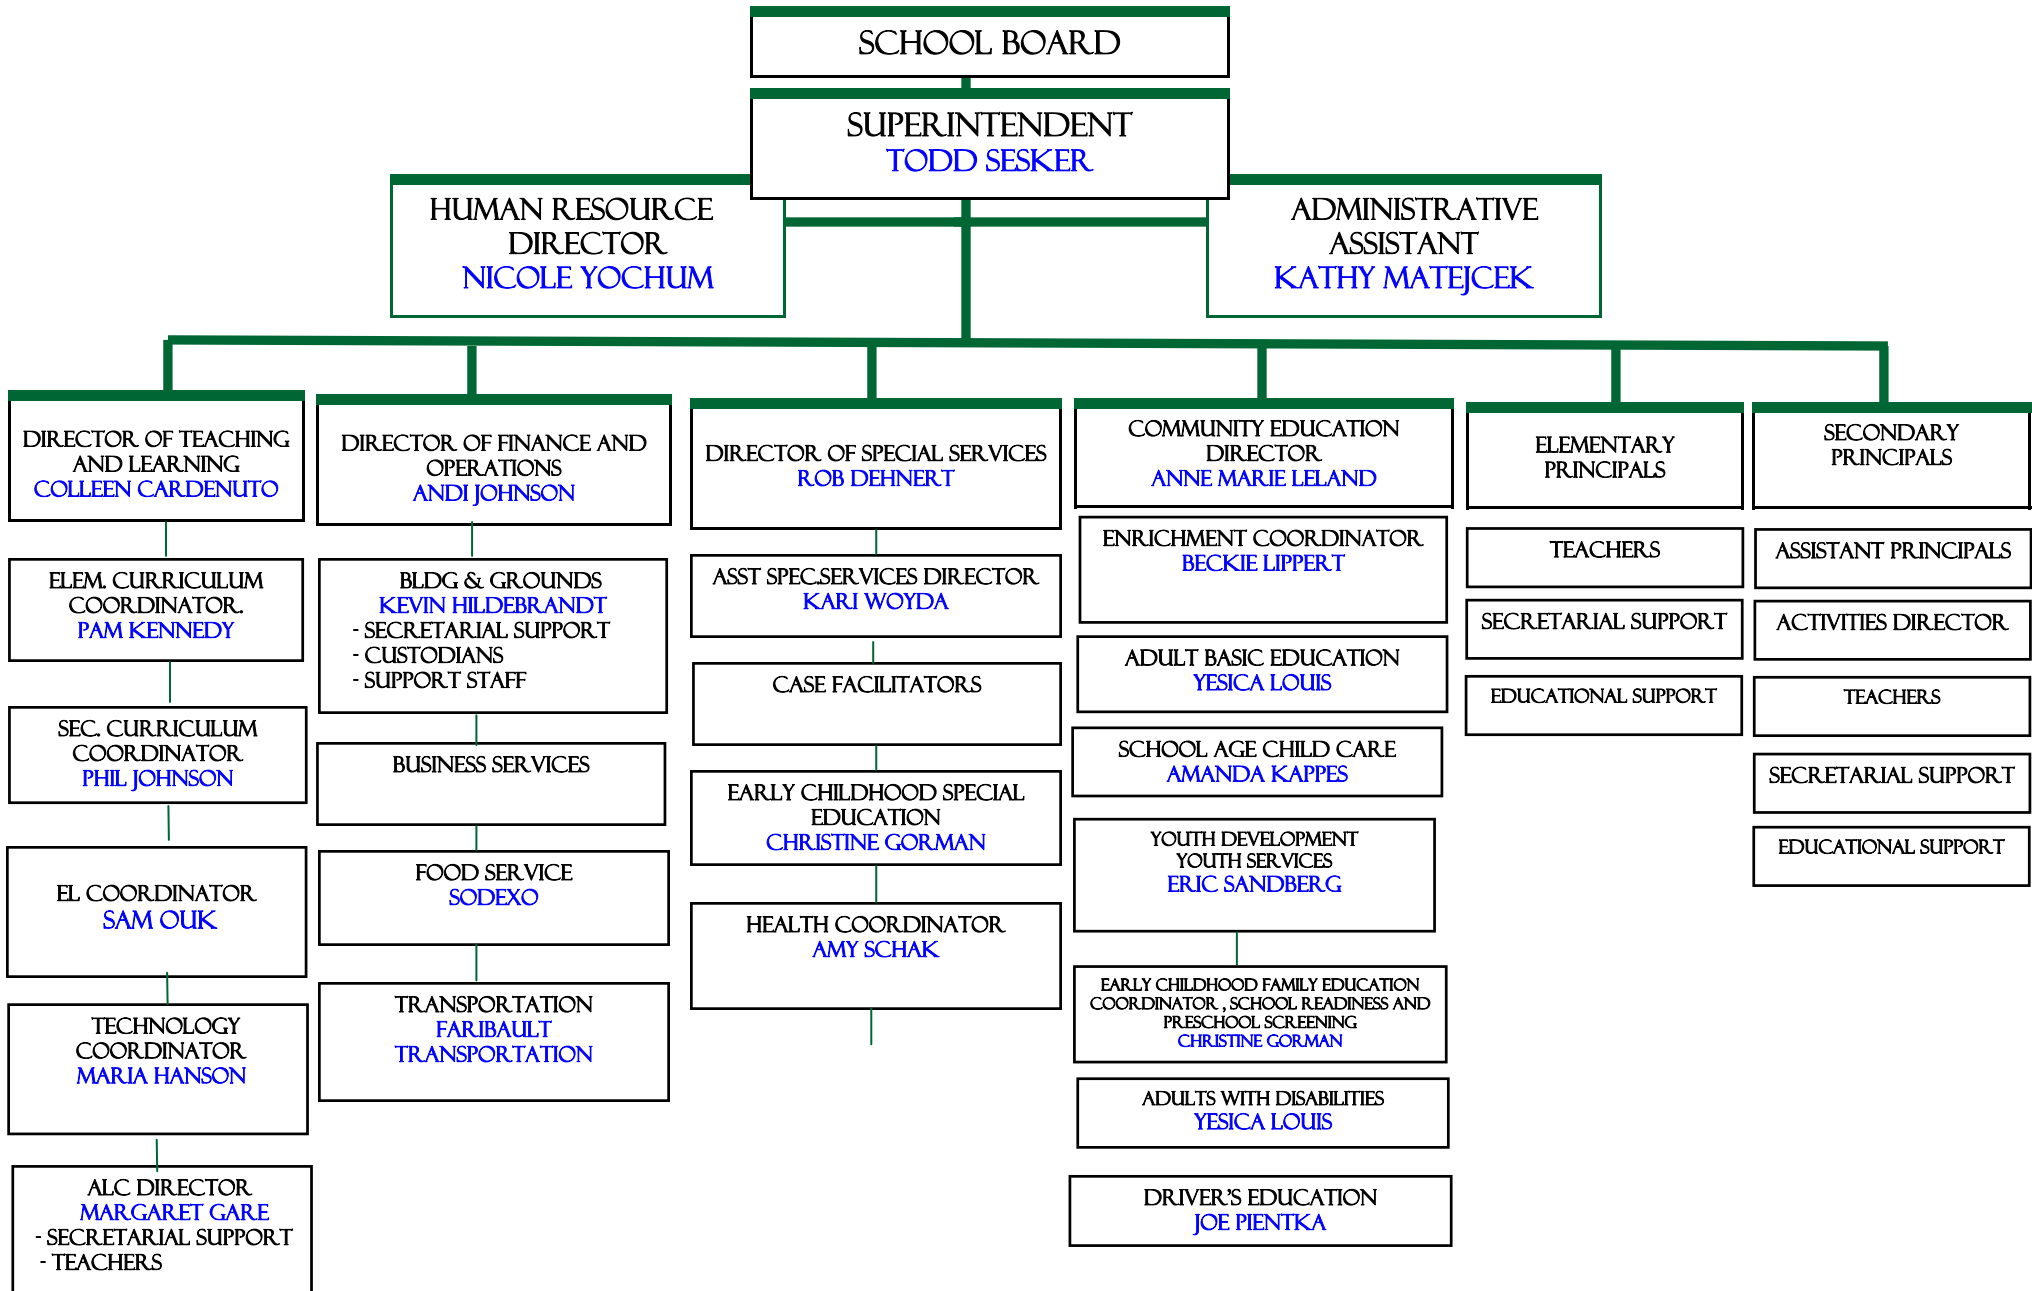 SCHOOL BOARD
SUPERINTENDENT
TODD SESKER
HUMAN RESOURCE
DIRECTOR
NICOLE YOCHUM
ADMINISTRATIVE
ASSISTANT
KATHY MATEJCEK
DIRECTOR OF TEACHING
AND LEARNING
COLLEEN CARDENUTO
ELEM. CURRICULUM
COORDINATOR.
PAM KENNEDY
SEC. CURRICULUM
COORDINATOR
PHIL JOHNSON
EL COORDINATOR
SAM OUK
TECHNOLOGY
COORDINATOR
MARIA HANSON
ALC DIRECTOR
MARGARET GARE
- SECRETARIAL SUPPORT
- TEACHERS
DIRECTOR OF FINANCE AND
OPERATIONS
ANDI JOHNSON
BLDG & GROUNDS
KEVIN HILDEBRANDT
- SECRETARIAL SUPPORT
- CUSTODIANS
- SUPPORT STAFF
BUSINESS SERVICES
FOOD SERVICE
SODEXO
TRANSPORTATION
FARIBAULT
TRANSPORTATION
DIRECTOR OF SPECIAL SERVICES
ROB DEHNERT
ASST SPEC.SERVICES DIRECTOR
KARI WOYDA
CASE FACILITATORS
EARLY CHILDHOOD SPECIAL
EDUCATION
CHRISTINE GORMAN
HEALTH COORDINATOR
AMY SCHAK
COMMUNITY EDUCATION
DIRECTOR
ANNE MARIE LELAND
ENRICHMENT COORDINATOR
BECKIE LIPPERT
ADULT BASIC EDUCATION
YESICA LOUIS
SCHOOL AGE CHILD CARE
AMANDA KAPPES
YOUTH DEVELOPMENT
YOUTH SERVICES
ERIC SANDBERG
EARLY CHILDHOOD FAMILY EDUCATION
COORDINATOR , SCHOOL READINESS AND
PRESCHOOL SCREENING
CHRISTINE GORMAN
ADULTS WITH DISABILITIES
YESICA LOUIS
DRIVER'S EDUCATION
JOE PIENTKA
ELEMENTARY
PRINCIPALS
TEACHERS
SECRETARIAL SUPPORT
EDUCATIONAL SUPPORT
SECONDARY
PRINCIPALS
ASSISTANT PRINCIPALS
ACTIVITIES DIRECTOR
TEACHERS
SECRETARIAL SUPPORT
EDUCATIONAL SUPPORT